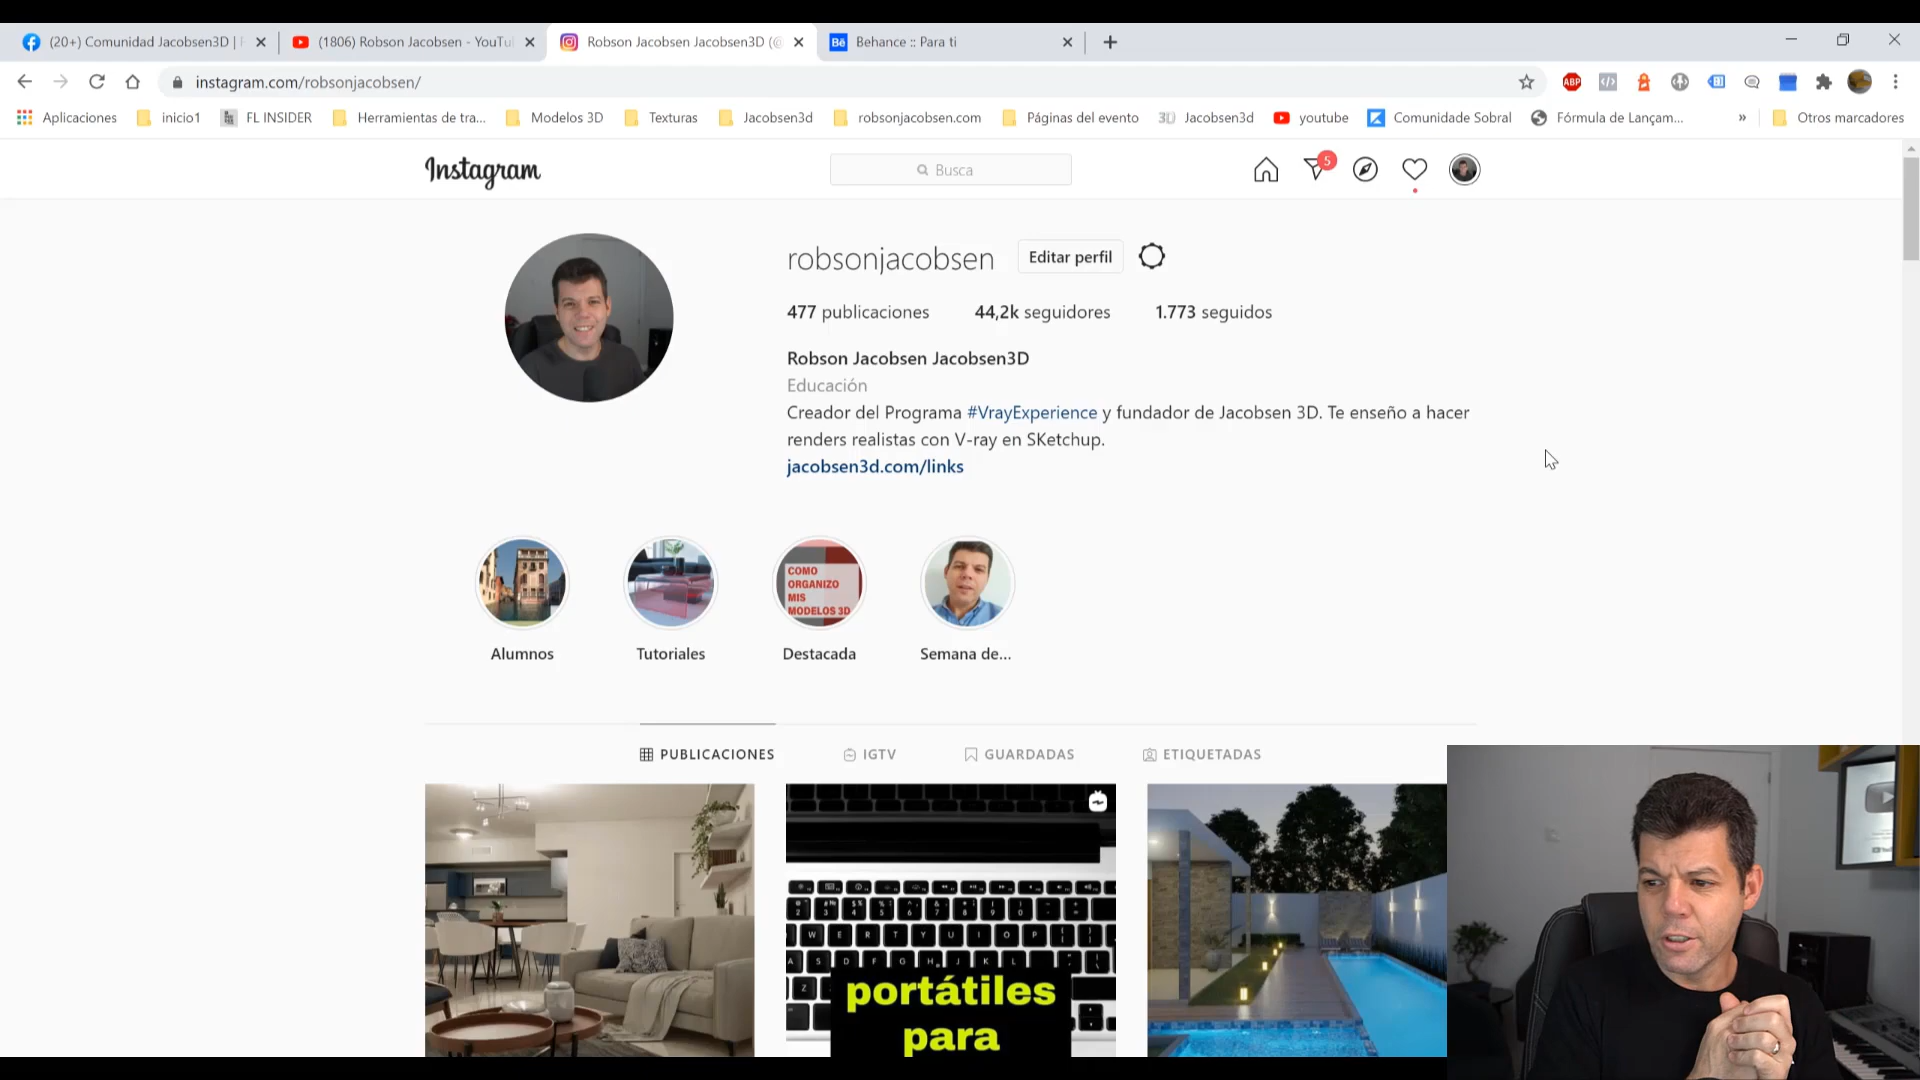 (20+) Comunidad Jacobsen3D |
(1806) Robson Jacobsen - YouTu
Robson Jacobsen Jacobsen3D (@
Bē Behance :: Para ti
instagram.com/robsonjacobsen/
ABP
Aplicaciones
inicio1
FL INSIDER
Herramientas de tra...
Modelos 3D
Texturas
Jacobsen3d
robsonjacobsen.com
Páginas del evento
Jacobsen3d
youtube
Comunidade Sobral
Fórmula de Lançam...
»
Otros marcadores
Instagram
Busca
5
robsonjacobsen
Editar perfil
477 publicaciones
44,2k seguidores
1.773 seguidos
Robson Jacobsen Jacobsen3D
Educación
Creador del Programa #VrayExperience y fundador de Jacobsen 3D. Te enseño a hacer
renders realistas con V-ray en SKetchup.
jacobsen3d.com/links
COMO
ORGANIZO
MIS
MODELOS 3D
Alumnos
Tutoriales
Destacada
Semana de...
PUBLICACIONES
IGTV
GUARDADAS
ETIQUETADAS
portátiles
para